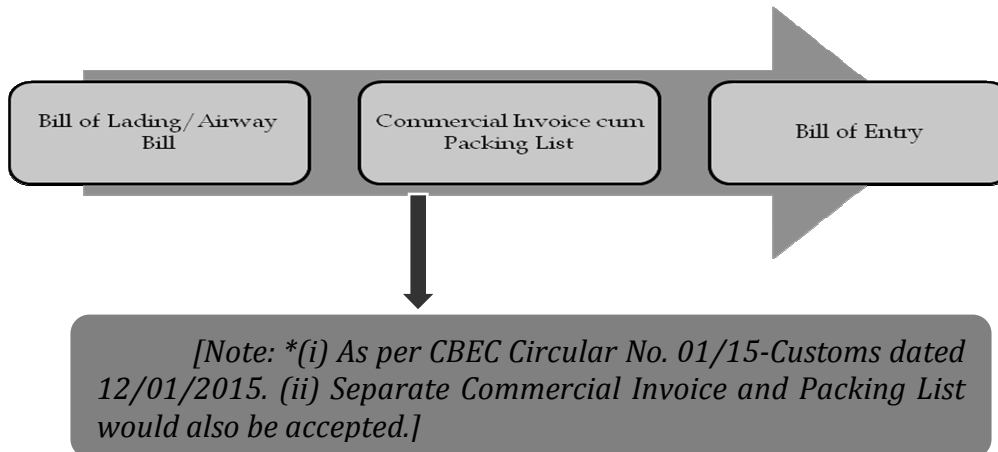 Bill of Lading/Airway
Bill
Commercial Invoice cum
Packing List
Bill of Entry
[Note: *(i) As per CBEC Circular No. 01/15-Customs dated
12/01/2015. (ii) Separate Commercial Invoice and Packing List
would also be accepted.]